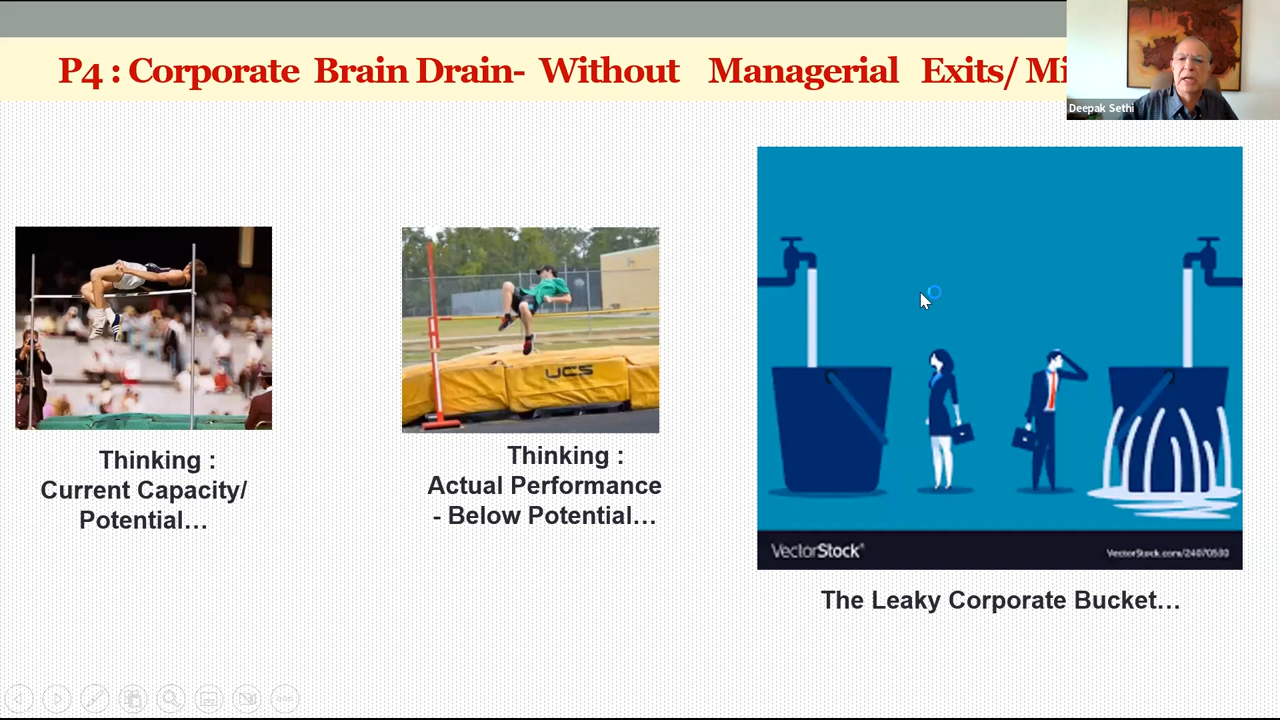 P4 : Corporate Brain Drain- Without Managerial Exits/ Mi
Deepak Sethi
UCS
Thinking :
Current Capacity/
Potential…
Thinking :
Actual Performance
- Below Potential…
VectorStock®
VectorStock.com/24070530
The Leaky Corporate Bucket…